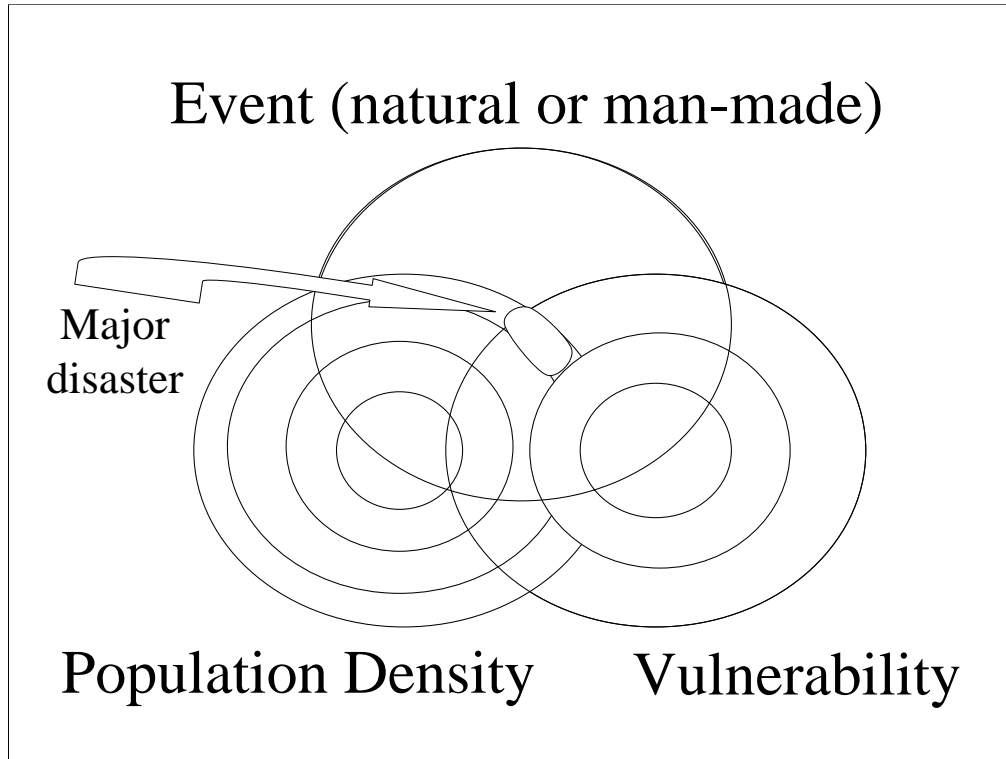 Event (natural or man-made)
Major
disaster
Population Density
Vulnerability